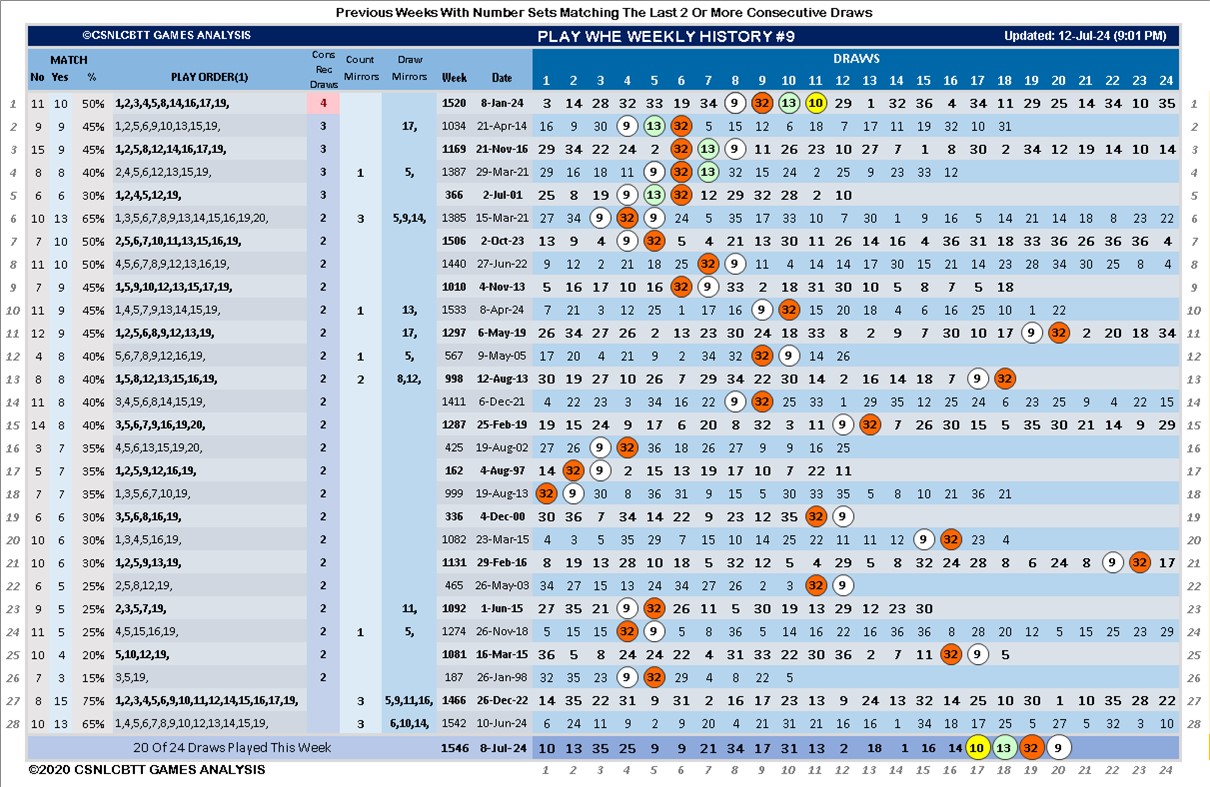 Previous Weeks With Number Sets Matching The Last 2 Or More Consecutive Draws
©CSNLCBTT GAMES ANALYSIS PLAY WHE WEEKLY HISTORY #9 Updated: 12-Jul-24 (9:01 PM)
MATCH Cons Rec Draws Count Mirrors Draw Mirrors DRAWS
No Yes % PLAY ORDER(1) Week Date 1 2 3 4 5 6 7 8 9 10 11 12 13 14 15 16 17 18 19 20 21 22 23 24
1 11 10 50% 1,2,3,4,5,8,14,16,17,19, 4 1520 8-Jan-24 3 14 28 32 33 19 34 9 32 13 10 29 1 32 36 4 34 11 29 25 14 34 10 35 1
2 9 9 45% 1,2,5,6,9,10,13,15,19, 3 17, 1034 21-Apr-14 16 9 30 9 13 32 5 15 12 6 18 7 17 11 19 32 10 31 2
3 15 9 45% 1,2,5,8,12,14,16,17,19, 3 1169 21-Nov-16 29 34 22 24 2 32 13 9 11 26 23 10 27 7 1 8 30 2 34 12 19 14 10 14 3
4 8 8 40% 2,4,5,6,12,13,15,19, 3 1 5, 1387 29-Mar-21 29 16 18 11 9 32 13 32 15 24 2 25 9 23 33 12 4
5 6 6 30% 1,2,4,5,12,19, 3 366 2-Jul-01 25 8 19 9 13 32 12 29 32 28 2 10 5
6 10 13 65% 1,3,5,6,7,8,9,13,14,15,16,19,20, 2 3 5,9,14, 1385 15-Mar-21 27 34 9 32 9 24 5 35 17 33 10 7 30 1 9 16 5 14 21 14 18 8 23 22 6
7 7 10 50% 2,5,6,7,10,11,13,15,16,19, 2 1506 2-Oct-23 13 9 4 9 32 5 4 21 13 30 11 26 14 16 4 36 31 18 33 36 26 36 36 4 7
8 11 10 50% 4,5,6,7,8,9,12,13,16,19, 2 1440 27-Jun-22 9 12 2 21 18 25 32 9 11 4 14 14 17 30 15 21 14 23 28 34 30 25 8 4 8
9 7 9 45% 1,5,9,10,12,13,15,17,19, 2 1010 4-Nov-13 5 16 17 10 16 32 9 33 2 18 31 30 10 5 8 7 5 18 9
10 11 9 45% 1,4,5,7,9,13,14,15,19, 2 1 13, 1533 8-Apr-24 7 21 3 12 25 1 17 16 9 32 15 20 18 4 6 16 25 10 1 22 10
11 12 9 45% 1,2,5,6,8,9,12,13,19, 2 17, 1297 6-May-19 26 34 27 26 2 13 23 30 24 18 33 8 2 9 7 30 10 17 9 32 2 20 18 34 11
12 4 8 40% 5,6,7,8,9,12,16,19, 2 1 5, 567 9-May-05 17 20 4 21 9 2 34 32 32 9 14 26 12
13 8 8 40% 1,5,8,12,13,15,16,19, 2 2 8,12, 998 12-Aug-13 30 19 27 10 26 7 29 34 22 30 14 2 16 14 18 7 9 32 13
14 11 8 40% 3,4,5,6,8,14,15,19, 2 1411 6-Dec-21 4 22 23 3 34 16 22 9 32 25 33 1 29 35 12 25 24 6 23 25 9 4 22 15 14
15 14 8 40% 3,5,6,7,9,16,19,20, 2 1287 25-Feb-19 19 15 24 9 17 6 20 8 32 3 11 9 32 7 26 30 15 5 35 30 21 14 9 29 15
16 3 7 35% 4,5,6,13,15,19,20, 2 425 19-Aug-02 27 26 9 32 36 18 26 27 9 9 16 25 16
17 5 7 35% 1,2,5,9,12,16,19, 2 162 4-Aug-97 14 32 9 2 15 13 19 17 10 7 22 11 17
18 7 7 35% 1,3,5,6,7,10,19, 2 999 19-Aug-13 32 9 30 8 36 31 9 15 5 30 33 35 5 8 10 21 36 21 18
19 6 6 30% 3,5,6,8,16,19, 2 336 4-Dec-00 30 36 7 34 14 22 9 23 12 35 32 9 19
20 10 6 30% 1,3,4,5,16,19, 2 1082 23-Mar-15 4 3 5 35 29 7 15 10 14 25 22 11 11 12 9 32 23 4 20
21 10 6 30% 1,2,5,9,13,19, 2 1131 29-Feb-16 8 19 13 28 10 18 5 32 12 5 4 29 5 8 32 24 28 8 6 24 8 9 32 17 21
22 6 5 25% 2,5,8,12,19, 2 465 26-May-03 34 27 15 13 24 34 27 26 2 3 32 9 22
23 9 5 25% 2,3,5,7,19, 2 11, 1092 1-Jun-15 27 35 21 9 32 26 11 5 30 19 13 29 12 23 30 23
24 11 5 25% 4,5,15,16,19, 2 1 5, 1274 26-Nov-18 5 15 15 32 9 5 8 36 5 14 16 22 16 36 36 8 28 20 12 5 15 25 23 29 24
25 10 4 20% 5,10,12,19, 2 1081 16-Mar-15 36 5 8 24 24 22 4 31 33 22 30 36 2 7 11 32 9 5 25
26 7 3 15% 3,5,19, 2 187 26-Jan-98 32 35 23 9 32 29 4 8 22 5 26
27 8 15 75% 1,2,3,4,5,6,9,10,11,12,14,15,16,17,19, 3 5,9,11,16, 1466 26-Dec-22 14 35 22 31 9 31 2 21 17 2 13 9 24 13 32 14 25 10 30 1 10 35 28 22 27
28 10 13 65% 1,4,5,6,7,8,9,10,12,13,14,15,19, 3 6,10,14, 1542 10-Jun-24 6 24 11 9 2 9 20 4 21 31 21 16 16 1 34 18 17 25 5 27 5 32 3 10 28
20 Of 24 Draws Played This Week 1546 8-Jul-24 10 13 35 25 9 9 21 34 17 31 13 2 18 1 16 14 10 13 32 9
©2020 CSNLCBTT GAMES ANALYSIS 1 2 3 4 5 6 7 8 9 10 11 12 13 14 15 16 17 18 19 20 21 22 23 24